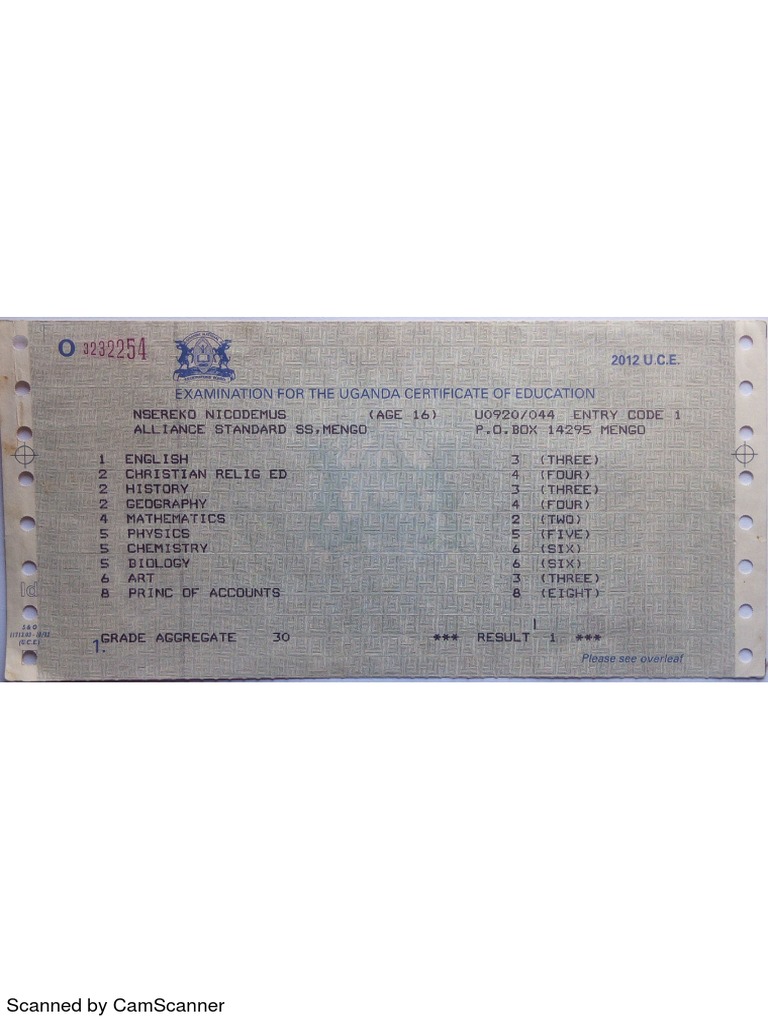 O 3232254
2012 U.C.E.
EXAMINATION FOR THE UGANDA CERTIFICATE OF EDUCATION
NSEREKO NICODEMUS (AGE 16) U0920/044 ENTRY CODE 1
ALLIANCE STANDARD SS,MENGO P.O.BOX 14295 MENGO
1 ENGLISH 3 (THREE)
2 CHRISTIAN RELIG ED 4 (FOUR)
2 HISTORY 3 (THREE)
2 GEOGRAPHY 4 (FOUR)
4 MATHEMATICS 2 (TWO)
5 PHYSICS 5 (FIVE)
5 CHEMISTRY 6 (SIX)
5 BIOLOGY 6 (SIX)
6 ART 3 (THREE)
8 PRINC OF ACCOUNTS 8 (EIGHT)
S & O
(U.C.E.)
GRADE AGGREGATE 30 *** RESULT 1 ***
1.
Please see overleaf
Scanned by CamScanner